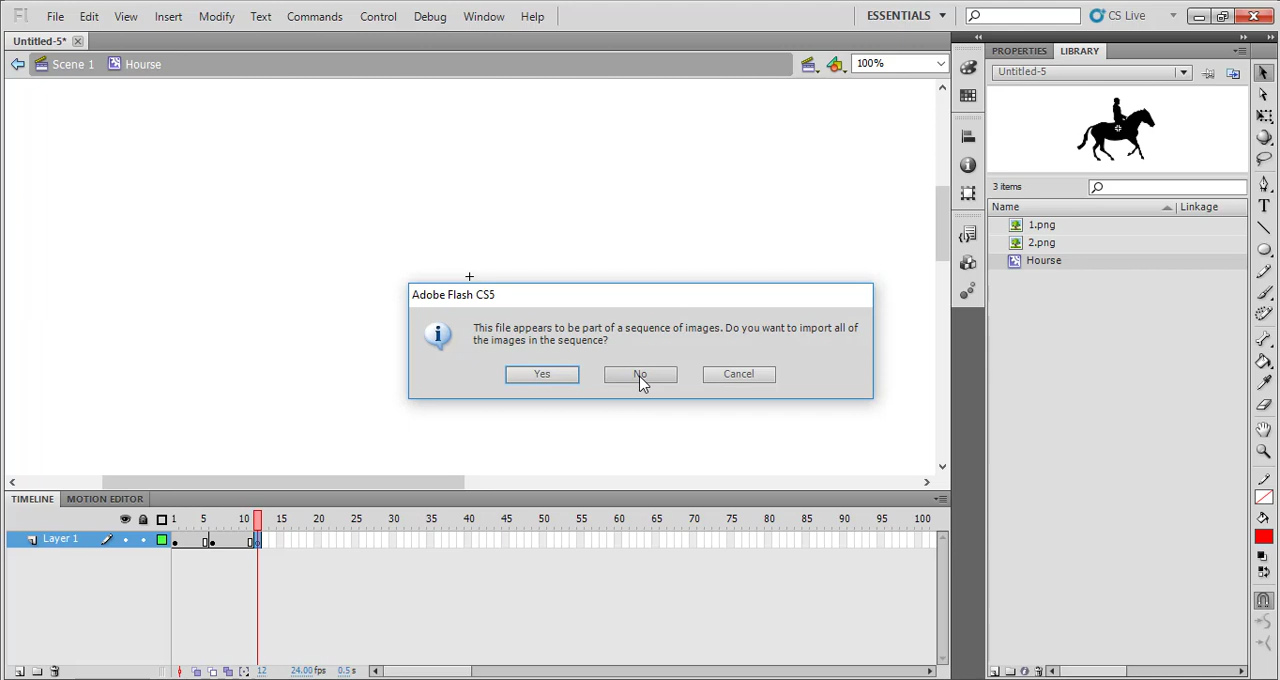 Fl File Edit View Insert Modify Text Commands Control Debug Window Help ESSENTIALS CS Live
Untitled-5*
Scene 1 Hourse 100%
PROPERTIES LIBRARY
Untitled-5
3 items
Name Linkage
1.png
2.png
Hourse
Adobe Flash CS5
This file appears to be part of a sequence of images. Do you want to import all of
the images in the sequence?
Yes No Cancel
TIMELINE MOTION EDITOR
1 5 10 15 20 25 30 35 40 45 50 55 60 65 70 75 80 85 90 95 100
Layer 1
12 24.00 fps 0.5 s